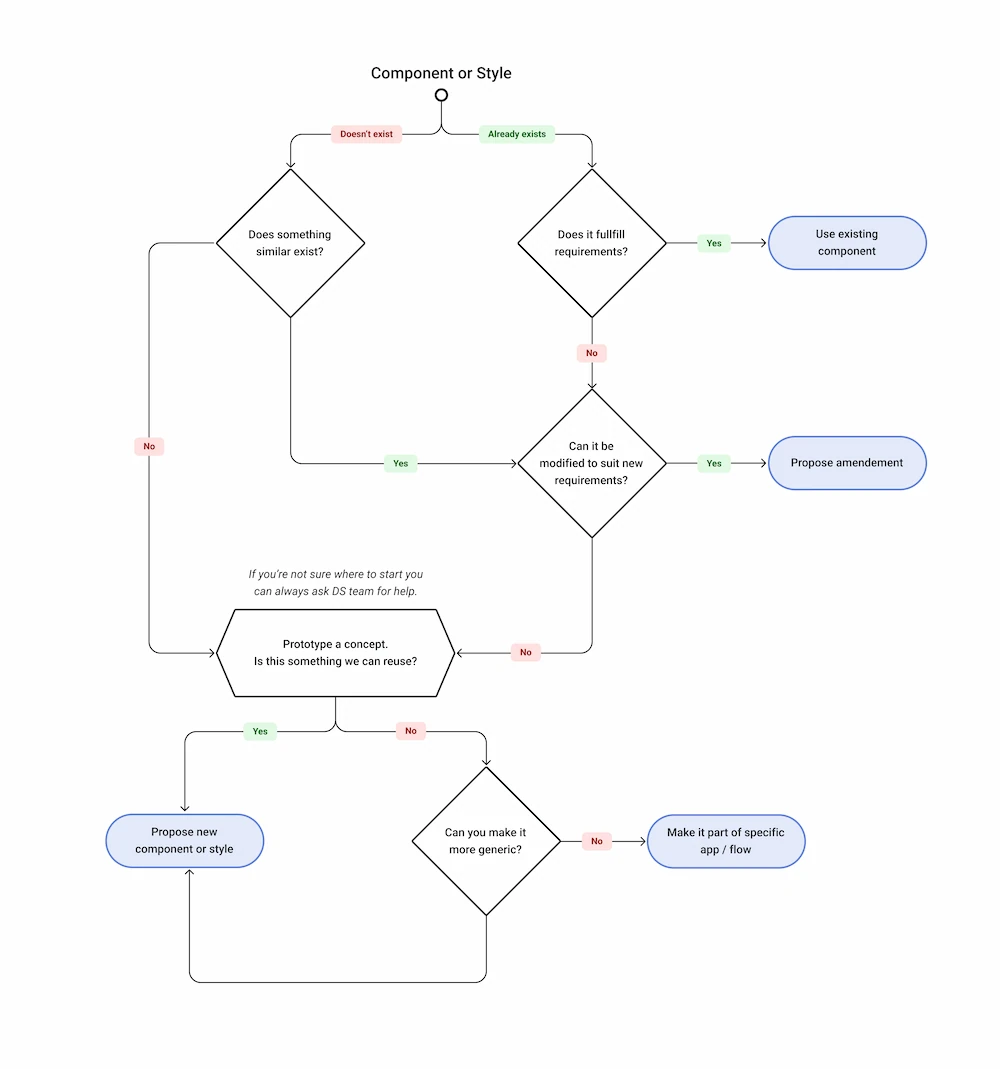 Component or Style
Doesn't exist
Already exists
Does something
similar exist?
Does it fullfill
requirements?
Yes
Use existing
component
No
No
Yes
Can it be
modified to suit new
requirements?
Yes
Propose amendement
If you're not sure where to start you
can always ask DS team for help.
Prototype a concept.
Is this something we can reuse?
No
Yes
No
Propose new
component or style
Can you make it
more generic?
No
Make it part of specific
app / flow